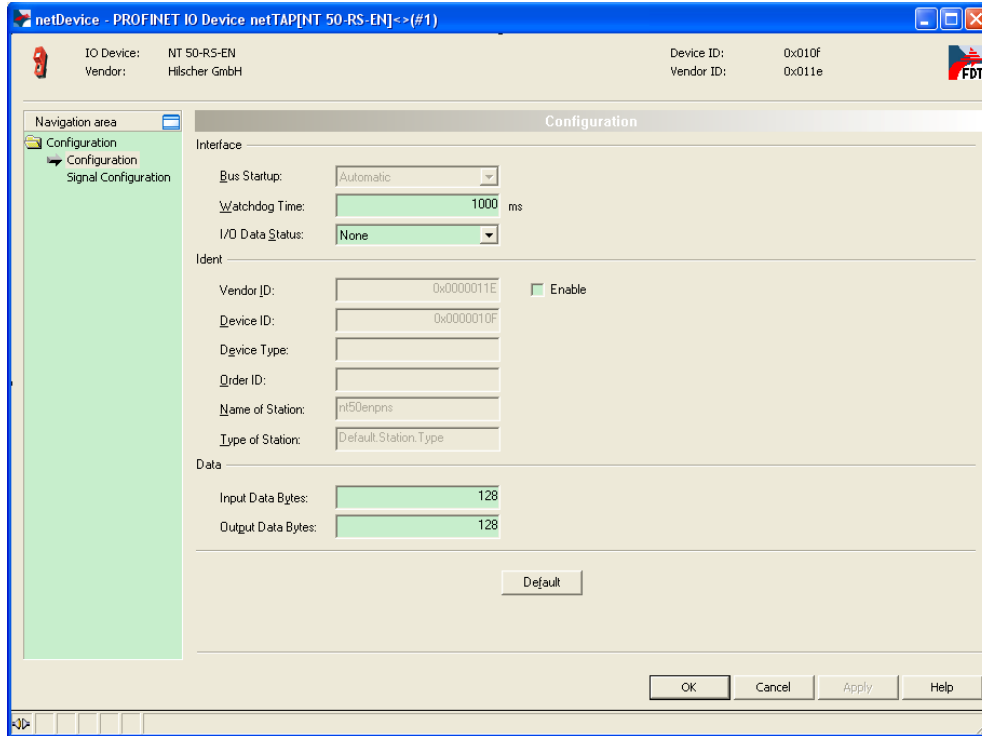 netDevice - PROFINET IO Device netTAP[NT 50-RS-EN]<>(#1)
IO Device: NT 50-RS-EN Device ID: 0x010f
Vendor: Hilscher GmbH Vendor ID: 0x011e
FDT
Navigation area
Configuration
Configuration
Signal Configuration
Configuration
Interface
Bus Startup: Automatic
Watchdog Time: 1000 ms
I/O Data Status: None
Ident
Vendor ID: 0x0000011E Enable
Device ID: 0x0000010F
Device Type:
Order ID:
Name of Station: nt50enpns
Type of Station: Default.Station.Type
Data
Input Data Bytes: 128
Output Data Bytes: 128
Default
OK Cancel Apply Help